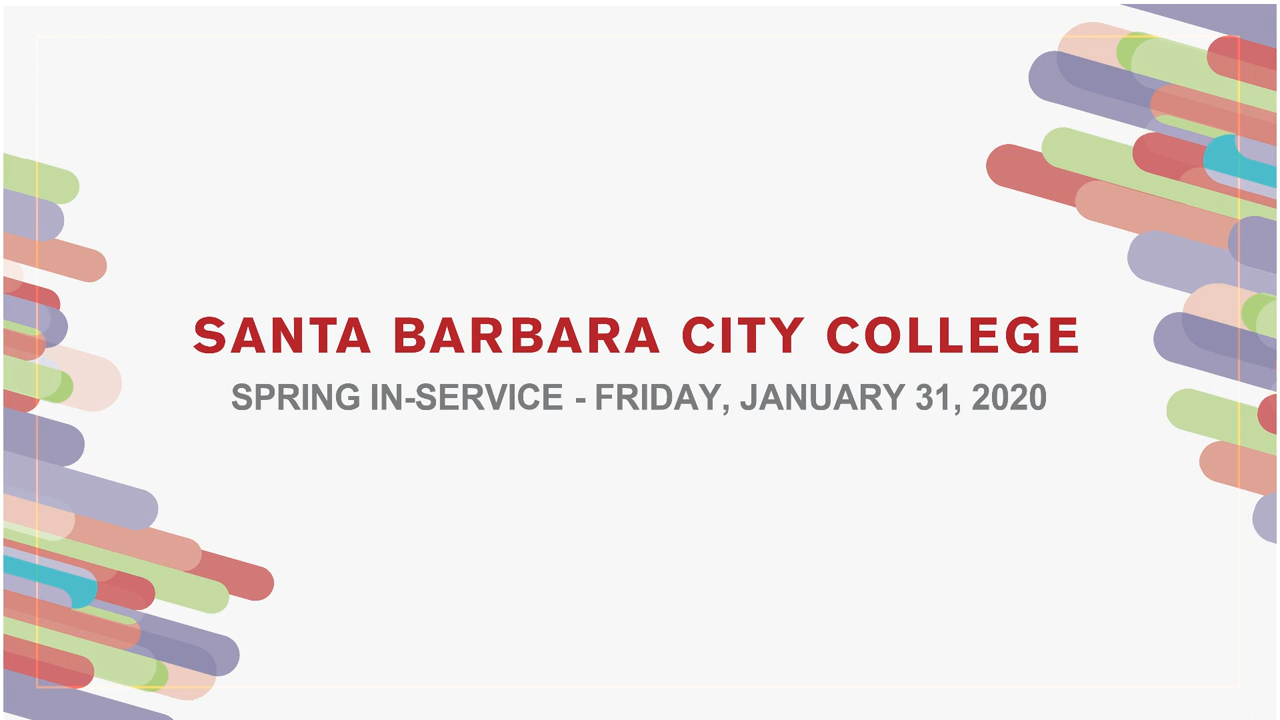 SANTA BARBARA CITY COLLEGE
SPRING IN-SERVICE - FRIDAY, JANUARY 31, 2020